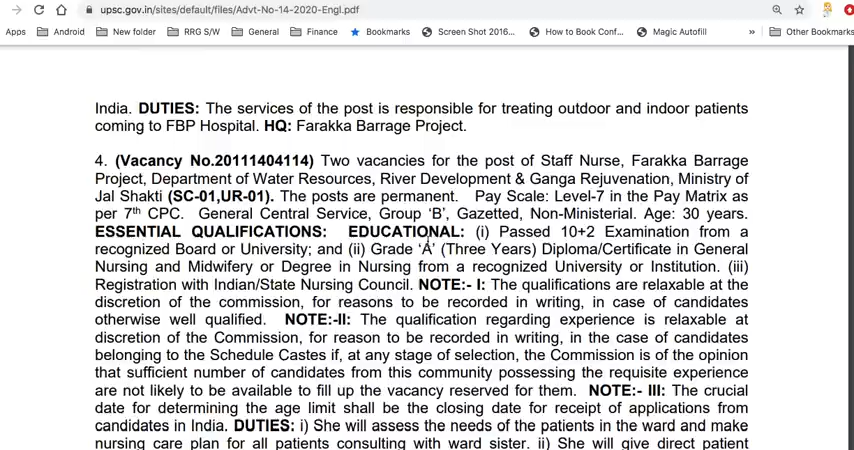 upsc.gov.in/sites/default/files/Advt-No-14-2020-Engl.pdf
Apps Android New folder RRG S/W General Finance Bookmarks Screen Shot 2016... How to Book Conf... Magic Autofill » Other Bookmarks
India. DUTIES: The services of the post is responsible for treating outdoor and indoor patients
coming to FBP Hospital. HQ: Farakka Barrage Project.
4. (Vacancy No.20111404114) Two vacancies for the post of Staff Nurse, Farakka Barrage
Project, Department of Water Resources, River Development & Ganga Rejuvenation, Ministry of
Jal Shakti (SC-01,UR-01). The posts are permanent. Pay Scale: Level-7 in the Pay Matrix as
per 7th CPC. General Central Service, Group ‘B’, Gazetted, Non-Ministerial. Age: 30 years.
ESSENTIAL QUALIFICATIONS: EDUCATIONAL: (i) Passed 10+2 Examination from a
recognized Board or University; and (ii) Grade ‘A’ (Three Years) Diploma/Certificate in General
Nursing and Midwifery or Degree in Nursing from a recognized University or Institution. (iii)
Registration with Indian/State Nursing Council. NOTE:- I: The qualifications are relaxable at the
discretion of the commission, for reasons to be recorded in writing, in case of candidates
otherwise well qualified. NOTE:-II: The qualification regarding experience is relaxable at
discretion of the Commission, for reason to be recorded in writing, in the case of candidates
belonging to the Schedule Castes if, at any stage of selection, the Commission is of the opinion
that sufficient number of candidates from this community possessing the requisite experience
are not likely to be available to fill up the vacancy reserved for them. NOTE:- III: The crucial
date for determining the age limit shall be the closing date for receipt of applications from
candidates in India. DUTIES: i) She will assess the needs of the patients in the ward and make
nursing care plan for all patients consulting with ward sister. ii) She will give direct patient